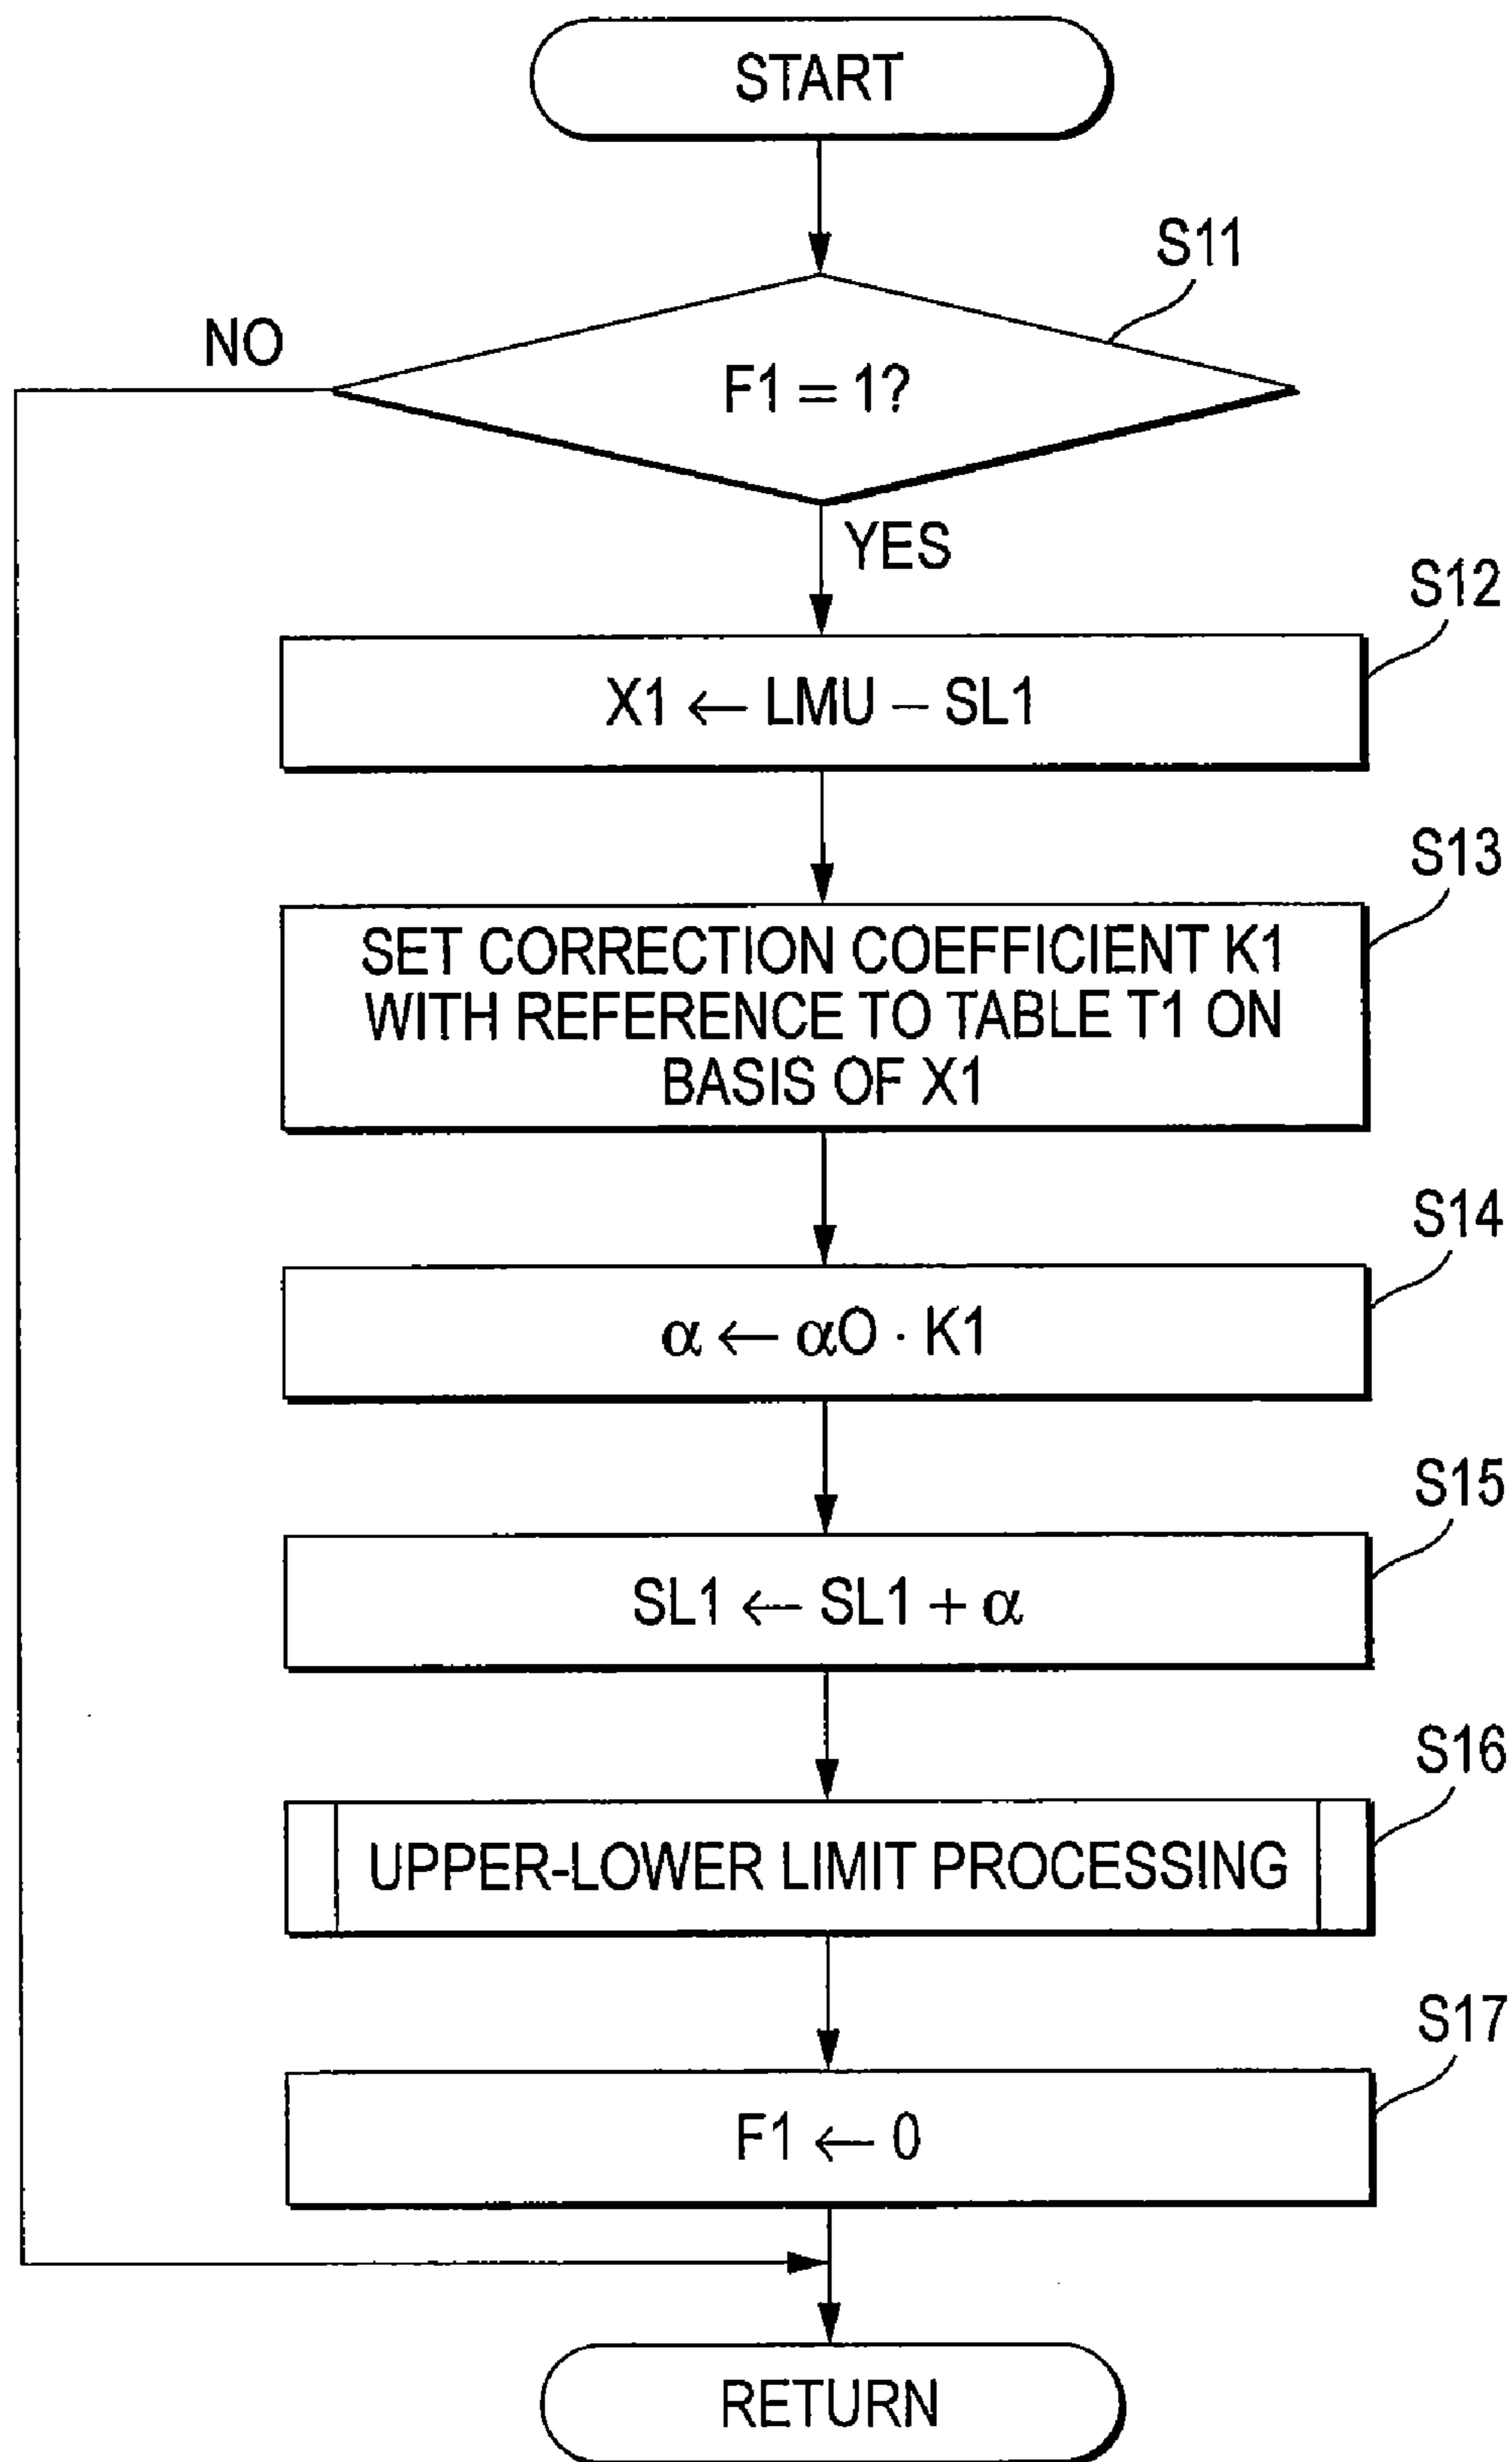 START
S11
NO
F1 = 1?
YES
S12
X1 ← LMU − SL1
S13
SET CORRECTION COEFFICIENT K1
WITH REFERENCE TO TABLE T1 ON
BASIS OF X1
S14
α ← αO · K1
S15
SL1 ← SL1 + α
S16
UPPER-LOWER LIMIT PROCESSING
S17
F1 ← 0
RETURN